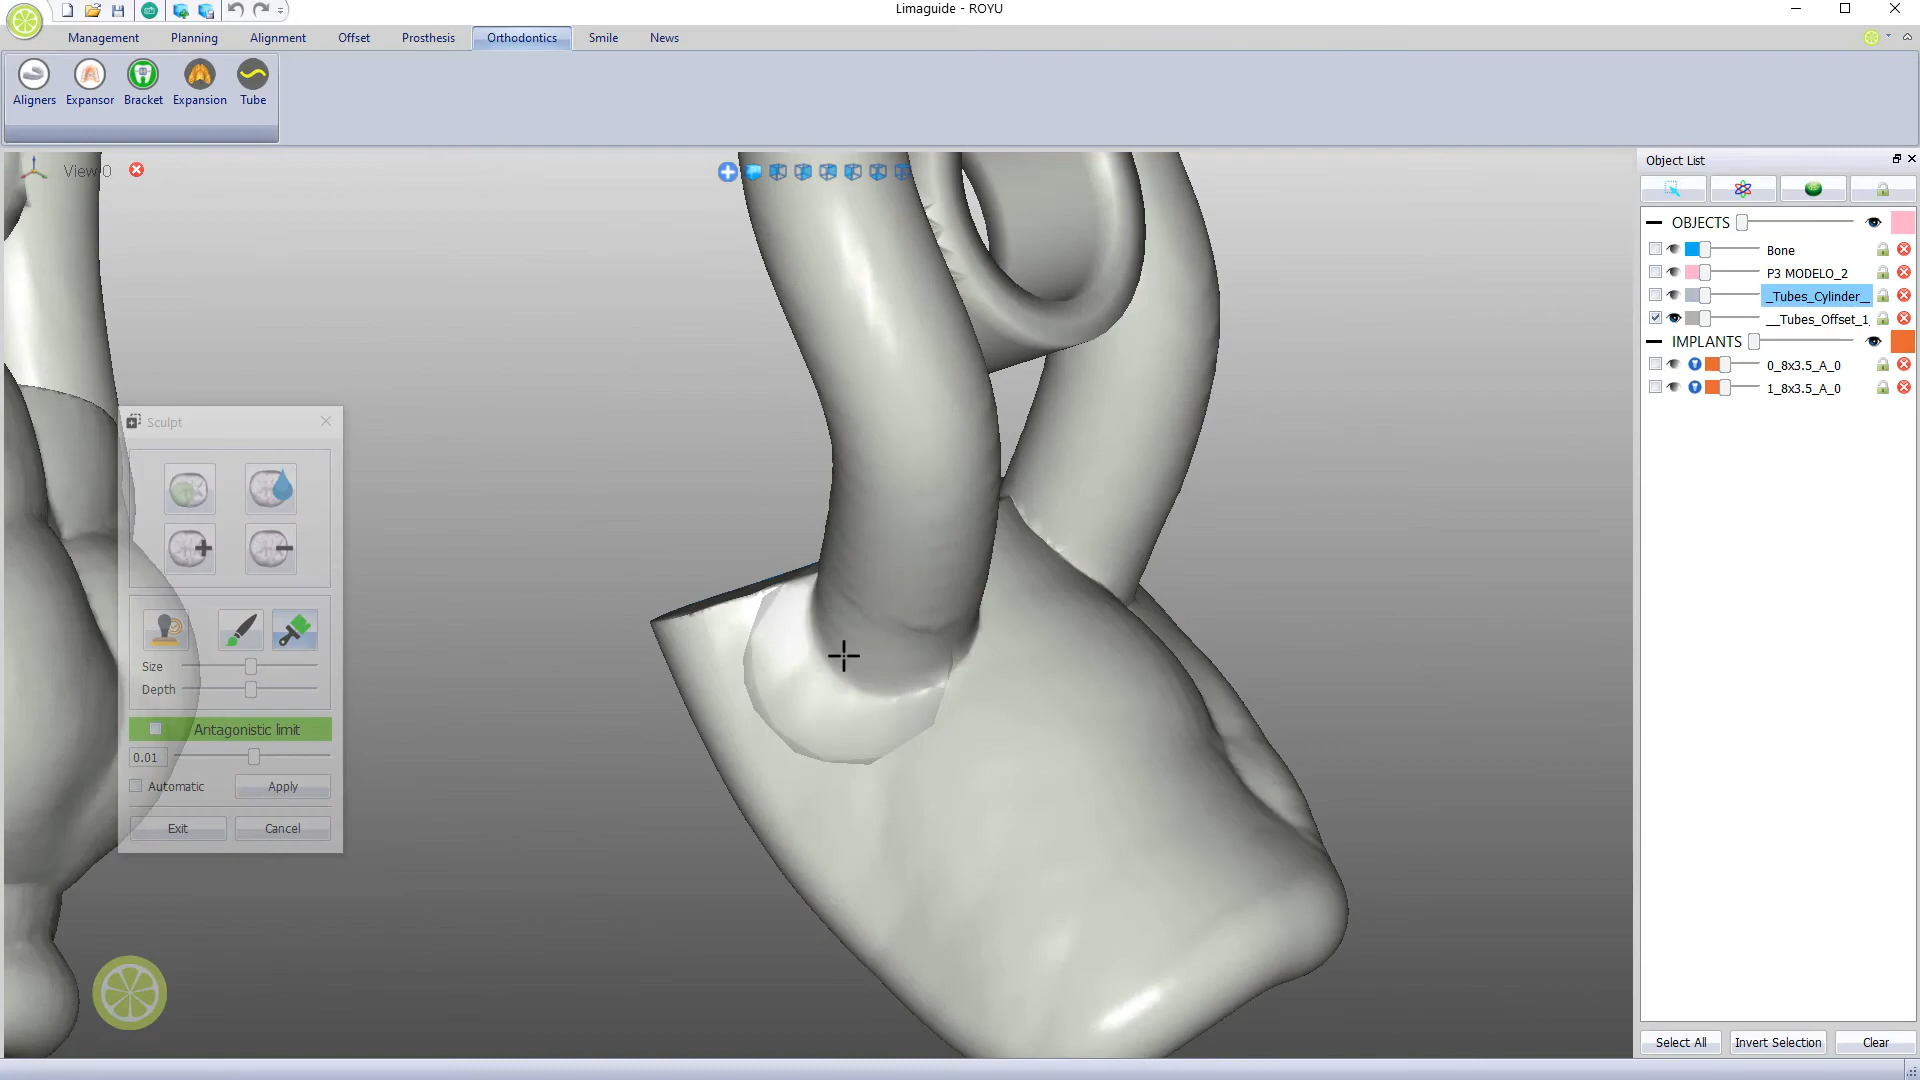 Limaguide - ROYU
Management Planning Alignment Offset Prosthesis Orthodontics Smile News
Aligners Expansor Bracket Expansion Tube
View 0
Object List
OBJECTS
Bone
P3 MODELO_2
_Tubes_Cylinder__
__Tubes_Offset_1_
IMPLANTS
0_8x3.5_A_0
1_8x3.5_A_0
Sculpt
Size
Depth
Antagonistic limit
0.01
Automatic Apply
Exit Cancel
Select All Invert Selection Clear